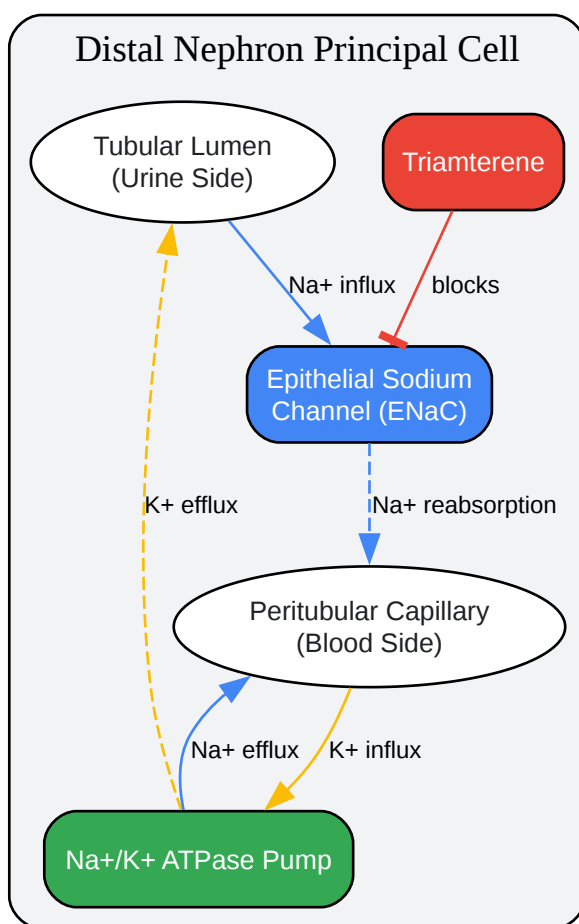 Distal Nephron Principal Cell
Tubular Lumen
(Urine Side)
Triamterene
Na+ influx
blocks
Epithelial Sodium
Channel (ENaC)
K+ efflux
Na+ reabsorption
Peritubular Capillary
(Blood Side)
Na+ efflux
K+ influx
Na+/K+ ATPase Pump